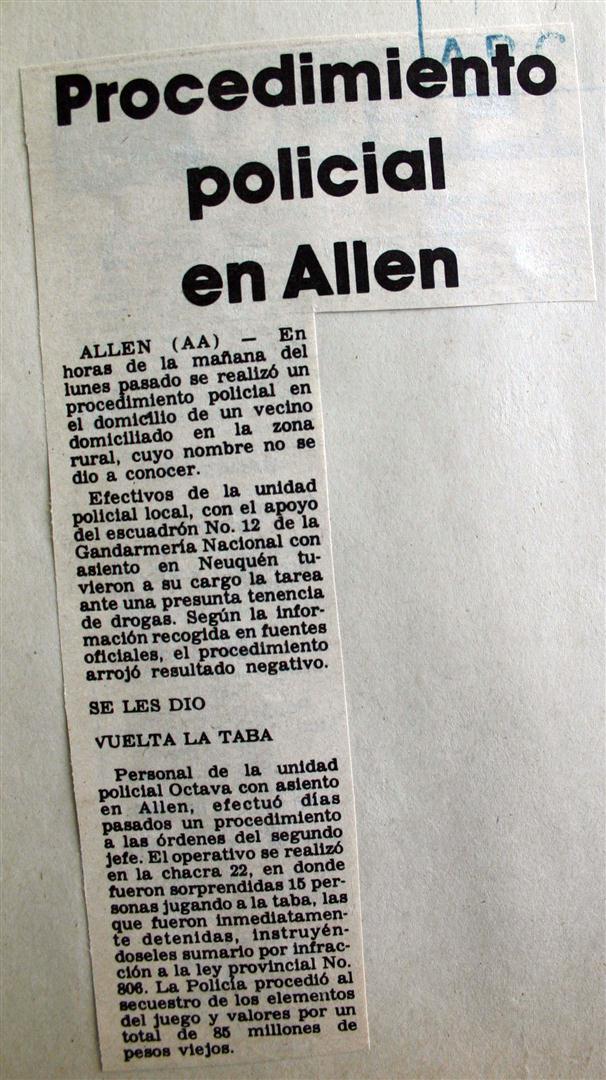 ABC
Procedimiento
policial
en Allen
ALLEN (AA) — En
horas de la mañana del
lunes pasado se realizó un
procedimiento policial en
el domicilio de un vecino
domiciliado en la zona
rural, cuyo nombre no se
dio a conocer.
Efectivos de la unidad
policial local, con el apoyo
del escuadrón No. 12 de la
Gandarmería Nacional con
asiento en Neuquén tu-
vieron a su cargo la tarea
ante una presunta tenencia
de drogas. Según la infor-
mación recogida en fuentes
oficiales, el procedimiento
arrojó resultado negativo.
SE LES DIO
VUELTA LA TABA
Personal de la unidad
policial Octava con asiento
en Allen, efectuó días
pasados un procedimiento
a las órdenes del segundo
jefe. El operativo se realizó
en la chacra 22, en donde
fueron sorprendidas 15 per-
sonas jugando a la taba, las
que fueron inmediatamen-
te detenidas, instruyén-
doseles sumario por infrac-
ción a la ley provincial No.
806. La Policía procedió al
secuestro de los elementos
del juego y valores por un
total de 85 millones de
pesos viejos.